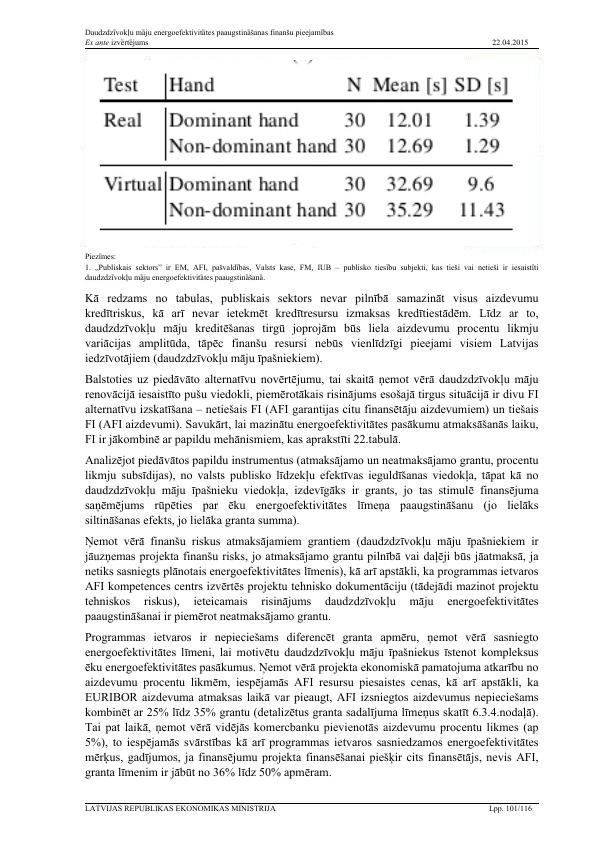 Daudzdzīvokļu māju energoefektivitātes paaugstināšanas finanšu pieejamības
Ex ante izvērtējums 22.04.2015
Test Hand N Mean [s] SD [s]
Real Dominant hand 30 12.01 1.39
Non-dominant hand 30 12.69 1.29
Virtual Dominant hand 30 32.69 9.6
Non-dominant hand 30 35.29 11.43
Piezīmes:
1. „Publiskais sektors” ir EM, AFI, pašvaldības, Valsts kase, FM, IUB – publisko tiesību subjekti, kas tieši vai netieši ir iesaistīti
daudzdzīvokļu māju energoefektivitātes paaugstināšanā.
Kā redzams no tabulas, publiskais sektors nevar pilnībā samazināt visus aizdevumu
kredītriskus, kā arī nevar ietekmēt kredītresursu izmaksas kredītiestādēm. Līdz ar to,
daudzdzīvokļu māju kreditēšanas tirgū joprojām būs liela aizdevumu procentu likmju
variācijas amplitūda, tāpēc finanšu resursi nebūs vienlīdzīgi pieejami visiem Latvijas
iedzīvotājiem (daudzdzīvokļu māju īpašniekiem).
Balstoties uz piedāvāto alternatīvu novērtējumu, tai skaitā ņemot vērā daudzdzīvokļu māju
renovācijā iesaistīto pušu viedokli, piemērotākais risinājums esošajā tirgus situācijā ir divu FI
alternatīvu izskatīšana – netiešais FI (AFI garantijas citu finansētāju aizdevumiem) un tiešais
FI (AFI aizdevumi). Savukārt, lai mazinātu energoefektivitātes pasākumu atmaksāšanās laiku,
FI ir jākombinē ar papildu mehānismiem, kas aprakstīti 22.tabulā.
Analizējot piedāvātos papildu instrumentus (atmaksājamo un neatmaksājamo grantu, procentu
likmju subsīdijas), no valsts publisko līdzekļu efektīvas ieguldīšanas viedokļa, tāpat kā no
daudzdzīvokļu māju īpašnieku viedokļa, izdevīgāks ir grants, jo tas stimulē finansējuma
saņēmējums rūpēties par ēku energoefektivitātes līmeņa paaugstināšanu (jo lielāks
siltināšanas efekts, jo lielāka granta summa).
Ņemot vērā finanšu riskus atmaksājamiem grantiem (daudzdzīvokļu māju īpašniekiem ir
jāuzņemas projekta finanšu risks, jo atmaksājamo grantu pilnībā vai daļēji būs jāatmaksā, ja
netiks sasniegts plānotais energoefektivitātes līmenis), kā arī apstākli, ka programmas ietvaros
AFI kompetences centrs izvērtēs projektu tehnisko dokumentāciju (tādejādi mazinot projektu
tehniskos riskus), ieteicamais risinājums daudzdzīvokļu māju energoefektivitātes
paaugstināšanai ir piemērot neatmaksājamo grantu.
Programmas ietvaros ir nepieciešams diferencēt granta apmēru, ņemot vērā sasniegto
energoefektivitātes līmeni, lai motivētu daudzdzīvokļu māju īpašniekus īstenot kompleksus
ēku energoefektivitātes pasākumus. Ņemot vērā projekta ekonomiskā pamatojuma atkarību no
aizdevumu procentu likmēm, iespējamās AFI resursu piesaistes cenas, kā arī apstākli, ka
EURIBOR aizdevuma atmaksas laikā var pieaugt, AFI izsniegtos aizdevumus nepieciešams
kombinēt ar 25% līdz 35% grantu (detalizētus granta sadalījuma līmeņus skatīt 6.3.4.nodaļā).
Tai pat laikā, ņemot vērā vidējās komercbanku pievienotās aizdevumu procentu likmes (ap
5%), to iespējamās svārstības kā arī programmas ietvaros sasniedzamos energoefektivitātes
mērķus, gadījumos, ja finansējumu projekta finansēšanai piešķir cits finansētājs, nevis AFI,
granta līmenim ir jābūt no 36% līdz 50% apmēram.
LATVIJAS REPUBLIKAS EKONOMIKAS MINISTRIJA Lpp. 101/116